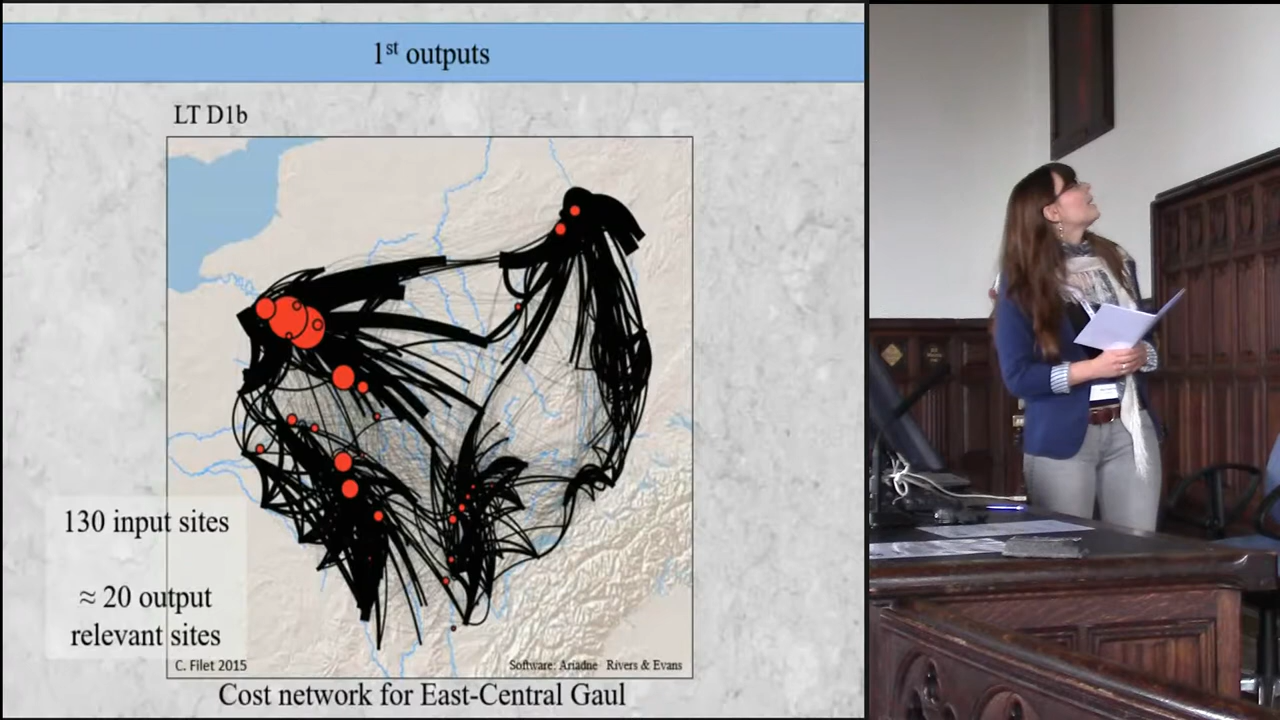 1st outputs
LT D1b
130 input sites
≈ 20 output
relevant sites
C. Filet 2015
Software: Ariadne Rivers & Evans
Cost network for East-Central Gaul